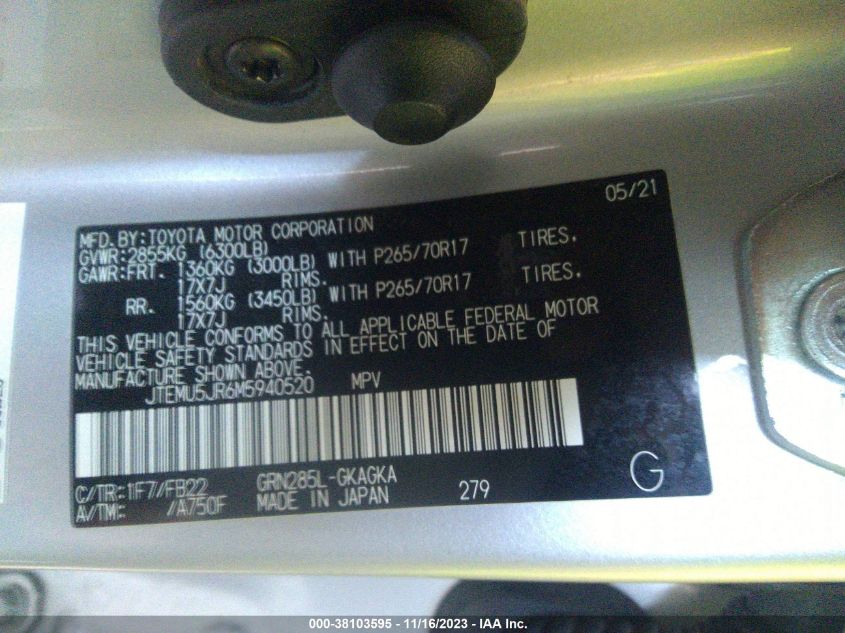 05/21
MFD. BY: TOYOTA MOTOR CORPORATION
GVWR: 2855KG (6300LB)
GAWR: FRT. 1360KG (3000LB) WITH P265/70R17 TIRES.
17X7J RIMS.
RR. 1560KG (3450LB) WITH P265/70R17 TIRES.
17X7J RIMS.
THIS VEHICLE CONFORMS TO ALL APPLICABLE FEDERAL MOTOR
VEHICLE SAFETY STANDARDS IN EFFECT ON THE DATE OF
MANUFACTURE SHOWN ABOVE.
JTEMU5JR6M5940520 MPV
C/TR: 1F7//FB22 GRN285L-GKAGKA
AV/TM: /A750F MADE IN JAPAN 279 G
000-38103595 - 11/16/2023 - IAA Inc.